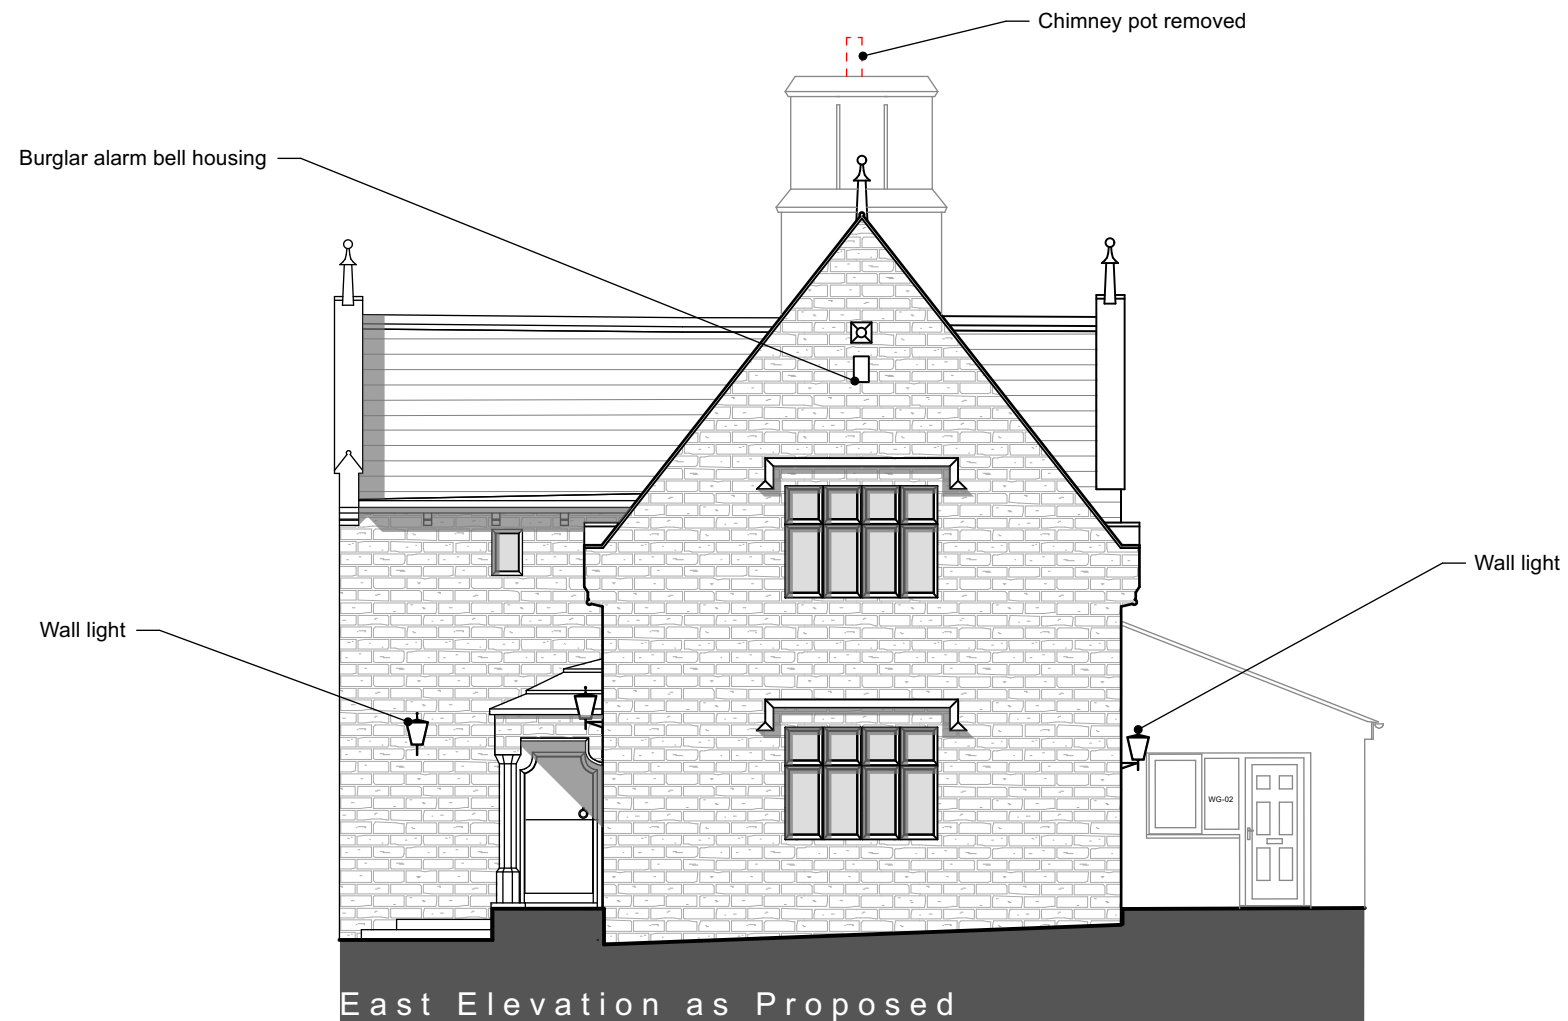 Chimney pot removed
Burglar alarm bell housing
Wall light
Wall light
WG-02
East Elevation as Proposed